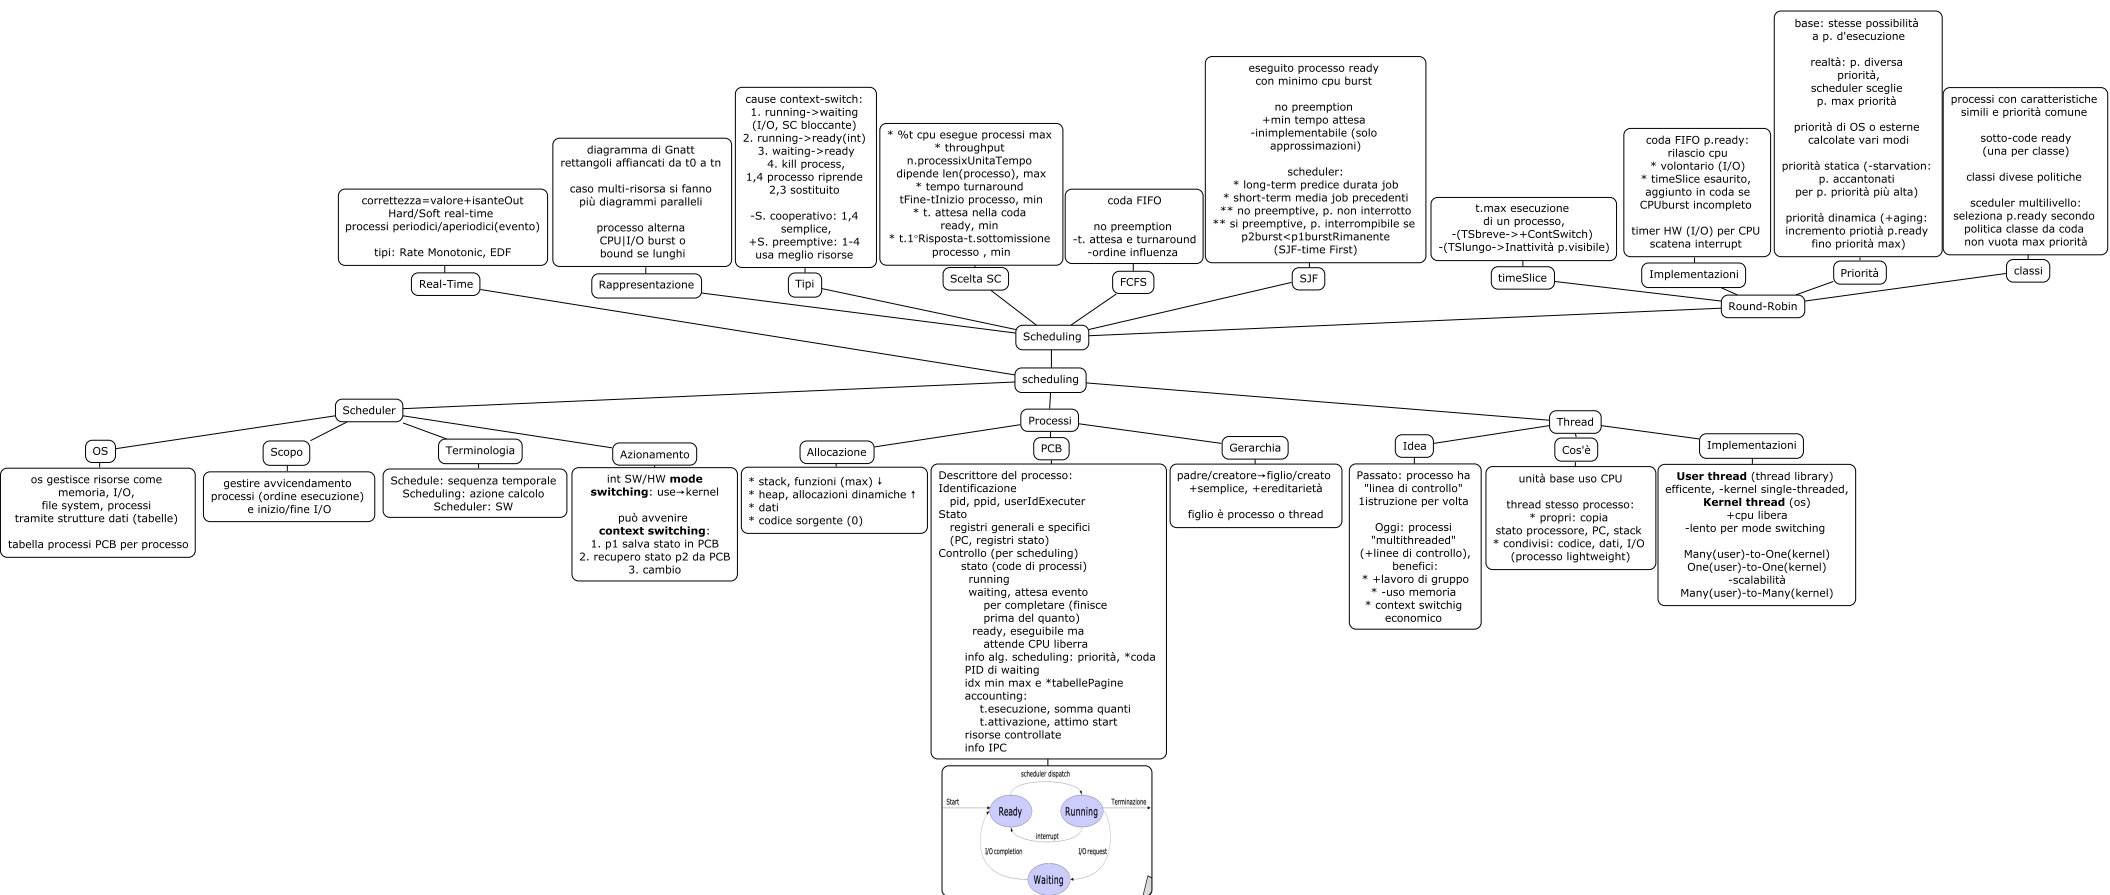 correttezza=valore+isanteOut
Hard/Soft real-time
processi periodici/aperiodici(evento)
tipi: Rate Monotonic, EDF
Real-Time
diagramma di Gnatt
rettangoli affiancati da t0 a tn
caso multi-risorsa si fanno
più diagrammi paralleli
processo alterna
CPU|I/O burst o
bound se lunghi
Rappresentazione
cause context-switch:
1. running->waiting
(I/O, SC bloccante)
2. running->ready(int)
3. waiting->ready
4. kill process,
1,4 processo riprende
2,3 sostituito
-S. cooperativo: 1,4
semplice,
+S. preemptive: 1-4
usa meglio risorse
Tipi
* %t cpu esegue processi max
* throughput
n.processixUnitaTempo
dipende len(processo), max
* tempo turnaround
tFine-tInizio processo, min
* t. attesa nella coda
ready, min
* t.1°Risposta-t.sottomissione
processo , min
Scelta SC
coda FIFO
no preemption
-t. attesa e turnaround
-ordine influenza
FCFS
eseguito processo ready
con minimo cpu burst
no preemption
+min tempo attesa
-inimplementabile (solo
approssimazioni)
scheduler:
* long-term predice durata job
* short-term media job precedenti
** no preemptive, p. non interrotto
** si preemptive, p. interrompibile se
p2burst<p1burstRimanente
(SJF-time First)
SJF
t.max esecuzione
di un processo,
-(TSbreve->+ContSwitch)
-(TSlungo->Inattività p.visibile)
timeSlice
coda FIFO p.ready:
rilascio cpu
* volontario (I/O)
* timeSlice esaurito,
aggiunto in coda se
CPUburst incompleto
timer HW (I/O) per CPU
scatena interrupt
Implementazioni
base: stesse possibilità
a p. d'esecuzione
realtà: p. diversa
priorità,
scheduler sceglie
p. max priorità
priorità di OS o esterne
calcolate vari modi
priorità statica (-starvation:
p. accantonati
per p. priorità più alta)
priorità dinamica (+aging:
incremento priotià p.ready
fino priorità max)
Priorità
processi con caratteristiche
simili e priorità comune
sotto-code ready
(una per classe)
classi divese politiche
sceduler multilivello:
seleziona p.ready secondo
politica classe da coda
non vuota max priorità
classi
Round-Robin
Scheduling
scheduling
Scheduler
OS
os gestisce risorse come
memoria, I/O,
file system, processi
tramite strutture dati (tabelle)
tabella processi PCB per processo
Scopo
gestire avvicendamento
processi (ordine esecuzione)
e inizio/fine I/O
Terminologia
Schedule: sequenza temporale
Scheduling: azione calcolo
Scheduler: SW
Azionamento
int SW/HW mode
switching: use→kernel
può avvenire
context switching:
1. p1 salva stato in PCB
2. recupero stato p2 da PCB
3. cambio
Processi
Allocazione
* stack, funzioni (max) ↓
* heap, allocazioni dinamiche ↑
* dati
* codice sorgente (0)
PCB
Descrittore del processo:
Identificazione
pid, ppid, userIdExecuter
Stato
registri generali e specifici
(PC, registri stato)
Controllo (per scheduling)
stato (code di processi)
running
waiting, attesa evento
per completare (finisce
prima del quanto)
ready, eseguibile ma
attende CPU liberra
info alg. scheduling: priorità, *coda
PID di waiting
idx min max e *tabellePagine
accounting:
t.esecuzione, somma quanti
t.attivazione, attimo start
risorse controllate
info IPC
scheduler dispatch
Start
Ready
Running
Terminazione
interrupt
I/O completion
I/O request
Waiting
Gerarchia
padre/creatore→figlio/creato
+semplice, +ereditarietà
figlio è processo o thread
Thread
Idea
Passato: processo ha
"linea di controllo"
1istruzione per volta
Oggi: processi
"multithreaded"
(+linee di controllo),
benefici:
* +lavoro di gruppo
* -uso memoria
* context switchig
economico
Cos'è
unità base uso CPU
thread stesso processo:
* propri: copia
stato processore, PC, stack
* condivisi: codice, dati, I/O
(processo lightweight)
Implementazioni
User thread (thread library)
efficente, -kernel single-threaded,
Kernel thread (os)
+cpu libera
-lento per mode switching
Many(user)-to-One(kernel)
One(user)-to-One(kernel)
-scalabilità
Many(user)-to-Many(kernel)